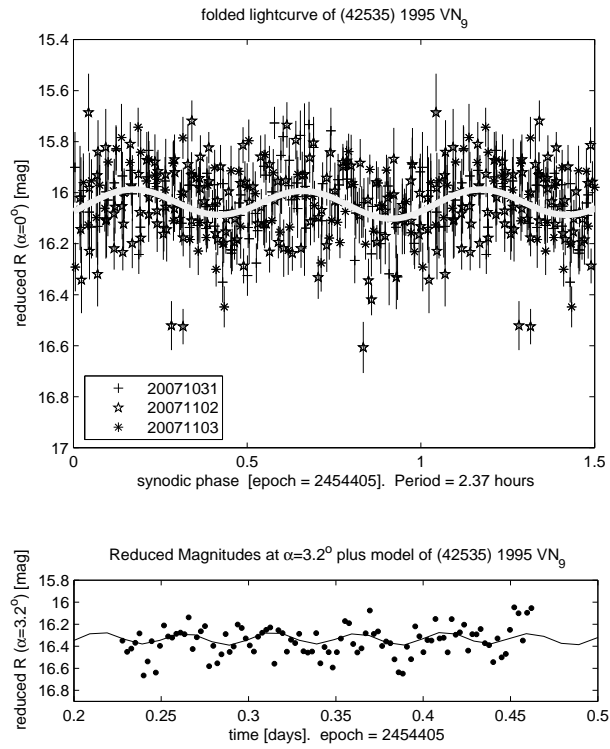 folded lightcurve of (42535) 1995 VN9
15.4
15.6
15.8
16
16.2
16.4
16.6
16.8
17
reduced R (α=0°) [mag]
20071031
20071102
20071103
0 0.5 1 1.5
synodic phase [epoch = 2454405]. Period = 2.37 hours
Reduced Magnitudes at α=3.2° plus model of (42535) 1995 VN9
15.8
16
16.2
16.4
16.6
16.8
reduced R (α=3.2°) [mag]
0.2 0.25 0.3 0.35 0.4 0.45 0.5
time [days]. epoch = 2454405